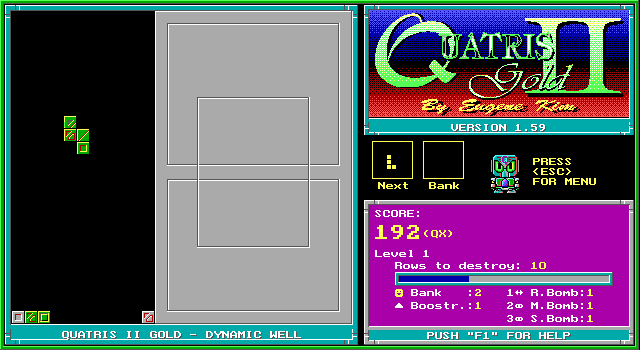 QUATRIS II
Gold
By Eugene Kim
VERSION 1.59
Next
Bank
PRESS
<ESC>
FOR MENU
SCORE:
192(QX)
Level 1
Rows to destroy: 10
Bank :2 1↔ R.Bomb:1
Boostr.:1 2∞ M.Bomb:1
3∞ S.Bomb:1
QUATRIS II GOLD - DYNAMIC WELL
PUSH "F1" FOR HELP